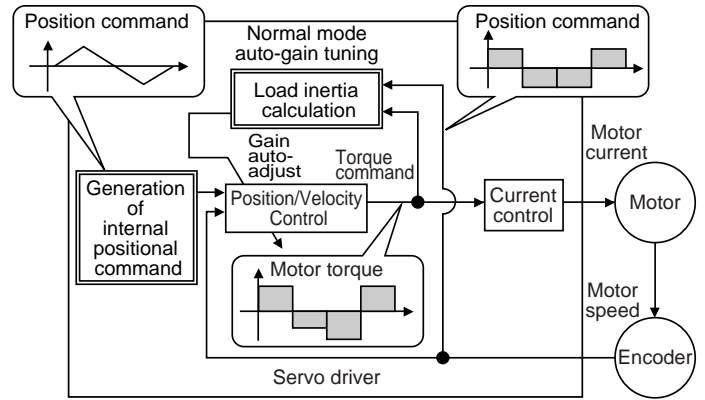 Position command
Normal mode
auto-gain tuning
Position command
Load inertia
calculation
Gain
auto-
adjust
Torque
command
Motor
current
Generation
of
internal
positional
command
Position/Velocity
Control
Current
control
Motor
Motor torque
Motor
speed
Encoder
Servo driver